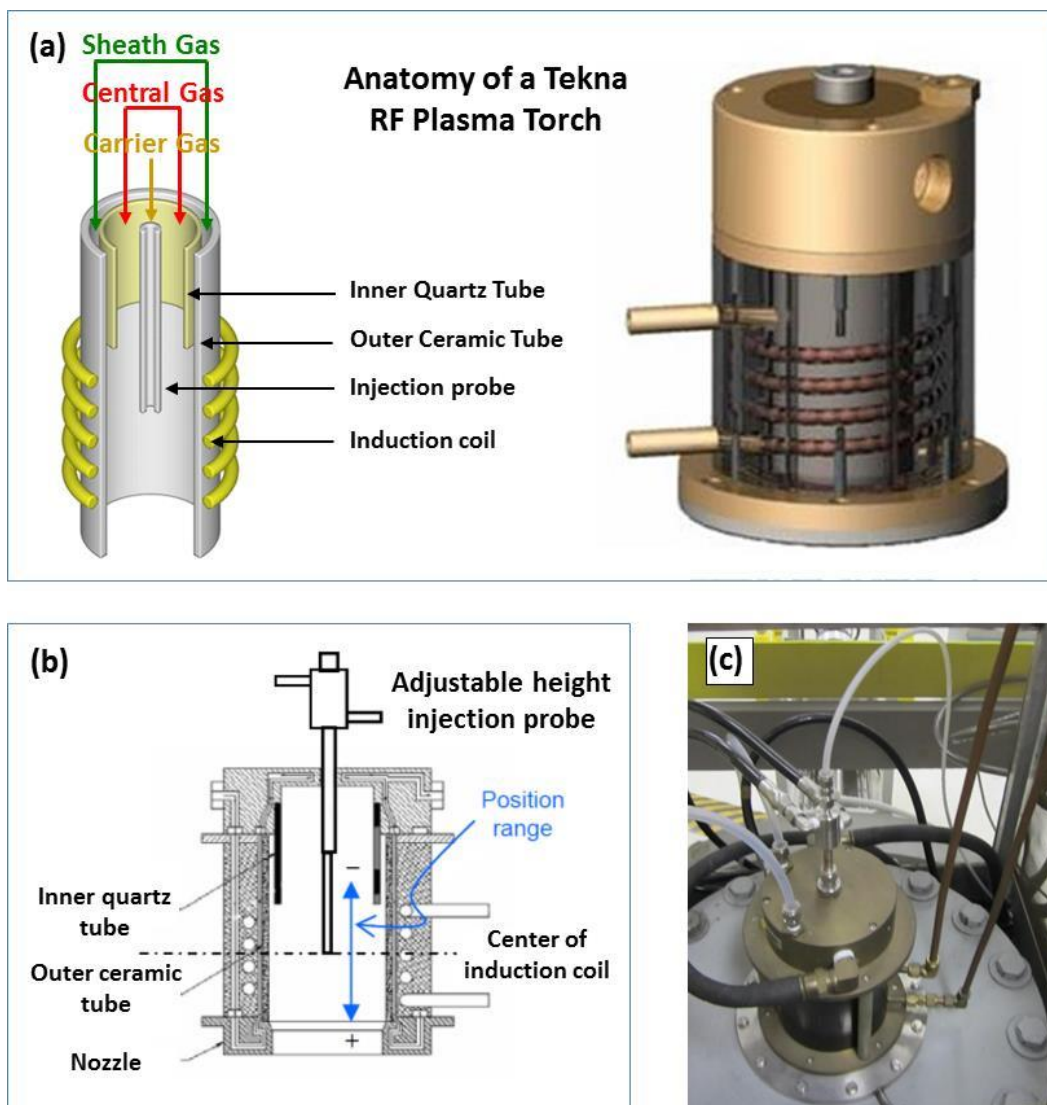 (a)
Sheath Gas
Central Gas
Carrier Gas
Anatomy of a Tekna
RF Plasma Torch
Inner Quartz Tube
Outer Ceramic Tube
Injection probe
Induction coil
(b)
Adjustable height
injection probe
Position
range
−
Inner quartz
tube
Center of
induction coil
Outer ceramic
tube
+
Nozzle
(c)